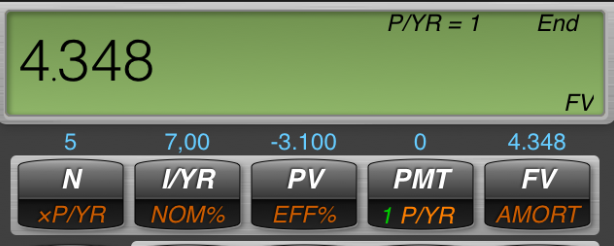 P/YR = 1 End
4.348
FV
5 7,00 -3.100 0 4.348
N I/YR PV PMT FV
×P/YR NOM% EFF% 1 P/YR AMORT